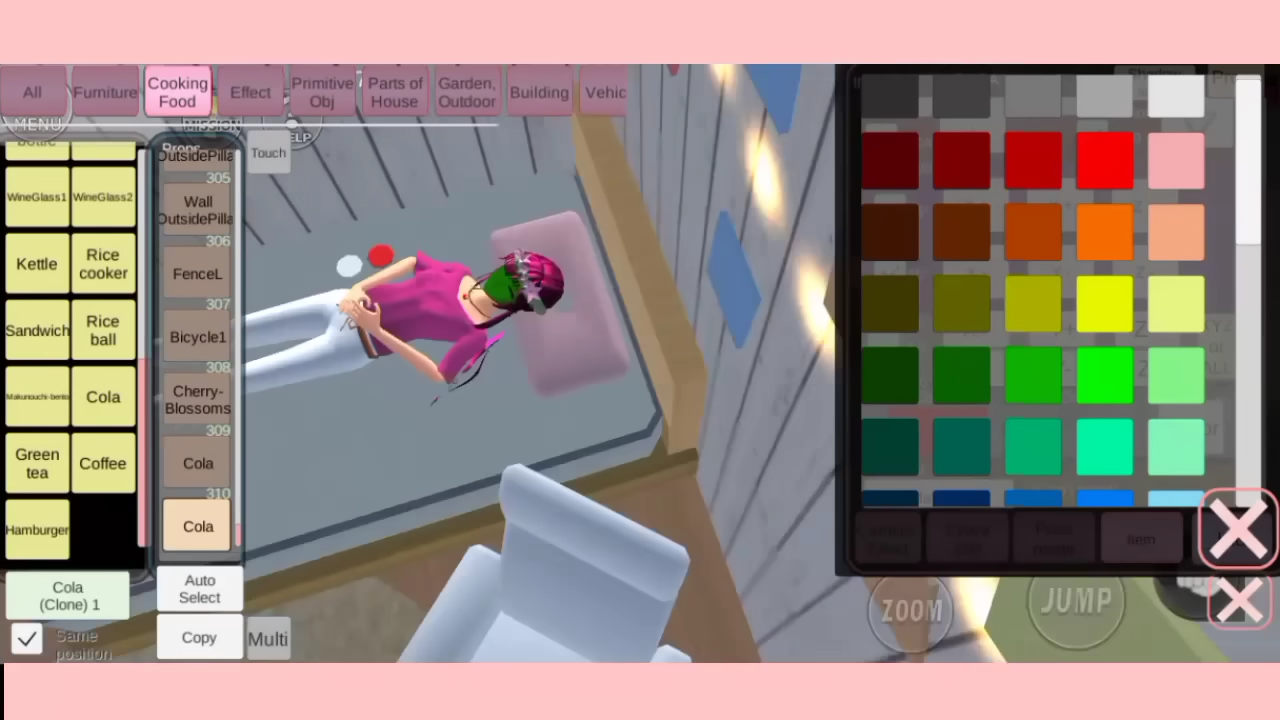 All
Furniture
Cooking
Food
Effect
Primitive
Obj
Parts of
House
Garden,
Outdoor
Building
Vehic
MENU
MISSION
ELP
Props
Touch
bottle
WineGlass1
WineGlass2
Kettle
Rice
cooker
Sandwich
Rice
ball
Makunouchi-bento
Cola
Green
tea
Coffee
Hamburger
OutsidePilla
305
Wall
OutsidePilla
306
FenceL
307
Bicycle1
308
Cherry-
Blossoms
309
Cola
310
Cola
Cola
(Clone) 1
Same
position
Auto
Select
Copy
Multi
Item
ZOOM
JUMP